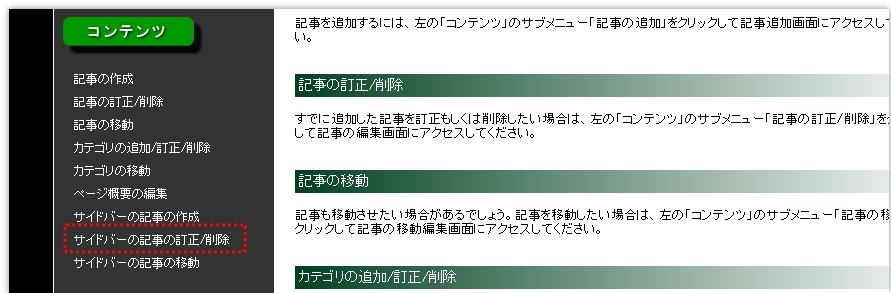 コンテンツ
記事の作成
記事の訂正/削除
記事の移動
カテゴリの追加/訂正/削除
カテゴリの移動
ページ概要の編集
サイドバーの記事の作成
サイドバーの記事の訂正/削除
サイドバーの記事の移動
記事を追加するには、左の「コンテンツ」のサブメニュー「記事の追加」をクリックして記事追加画面にアクセスして
い。
記事の訂正/削除
すでに追加した記事を訂正もしくは削除したい場合は、左の「コンテンツ」のサブメニュー「記事の訂正/削除」を
して記事の編集画面にアクセスしてください。
記事の移動
記事も移動させたい場合があるでしょう。記事を移動したい場合は、左の「コンテンツ」のサブメニュー「記事の
クリックして記事の移動編集画面にアクセスしてください。
カテゴリの追加/訂正/削除